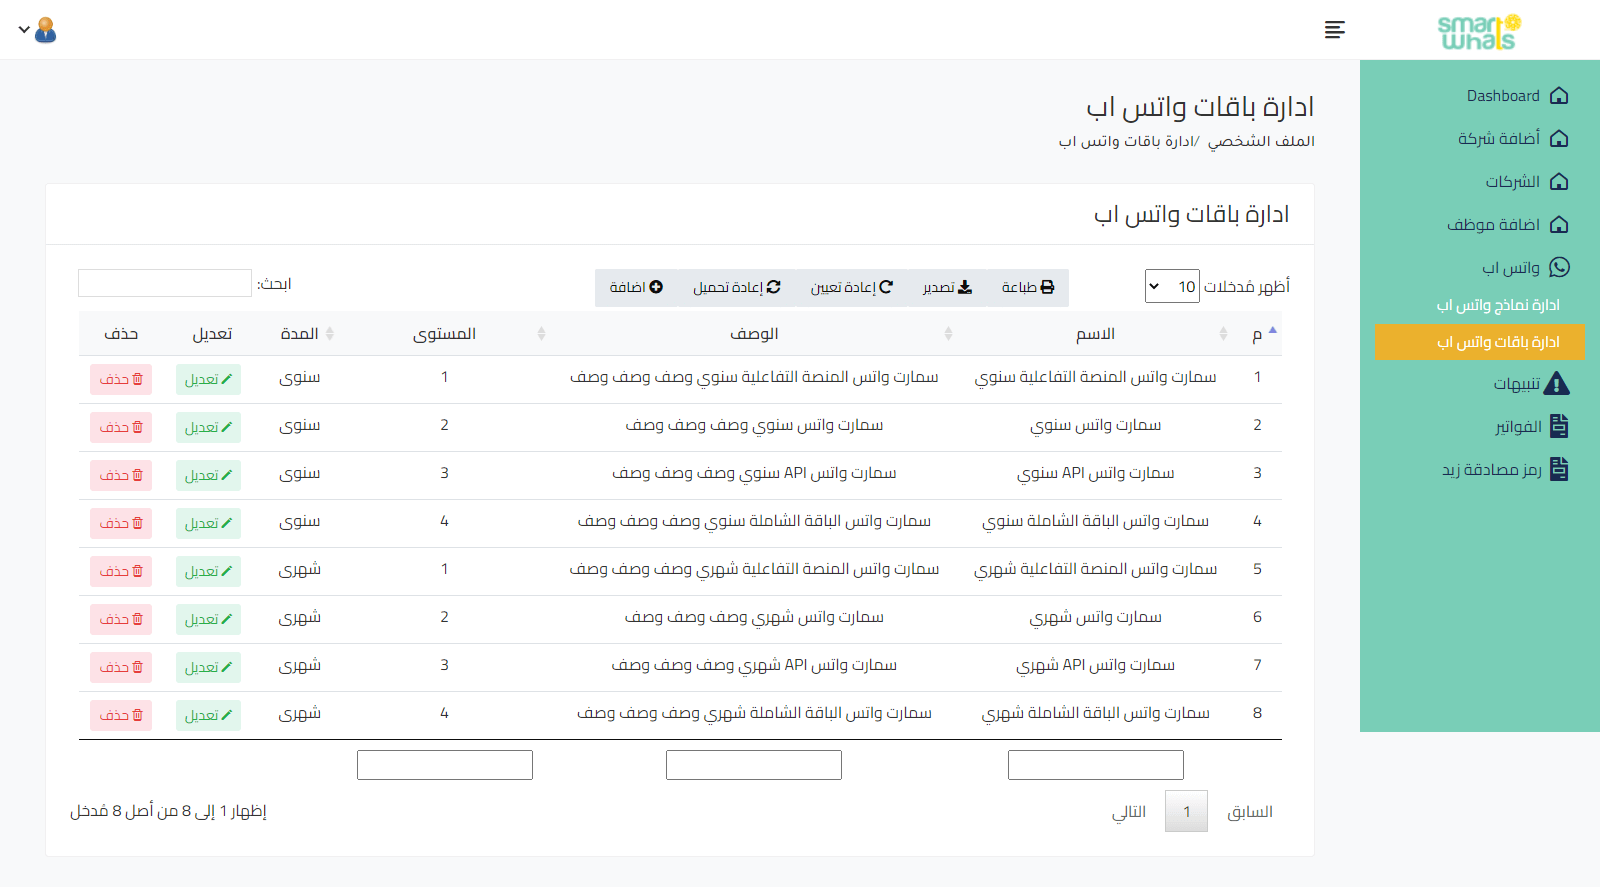 smart
whats
Dashboard
أضافة شركة
الشركات
اضافة موظف
واتس اب
ادارة نماذج واتس اب
ادارة باقات واتس اب
تنبيهات
الفواتير
رمز مصادقة زيد
ادارة باقات واتس اب
الملف الشخصي /ادارة باقات واتس اب
ادارة باقات واتس اب
أظهر مُدخلات 10 طباعة تصدير إعادة تعيين إعادة تحميل اضافة ابحث:
م الاسم الوصف المستوى المدة تعديل حذف
1 سمارت واتس المنصة التفاعلية سنوي سمارت واتس المنصة التفاعلية سنوي وصف وصف وصف 1 سنوى تعديل حذف
2 سمارت واتس سنوي سمارت واتس سنوي وصف وصف وصف 2 سنوى تعديل حذف
3 سمارت واتس API سنوي سمارت واتس API سنوي وصف وصف وصف 3 سنوى تعديل حذف
4 سمارت واتس الباقة الشاملة سنوي سمارت واتس الباقة الشاملة سنوي وصف وصف وصف 4 سنوى تعديل حذف
5 سمارت واتس المنصة التفاعلية شهري سمارت واتس المنصة التفاعلية شهري وصف وصف وصف 1 شهرى تعديل حذف
6 سمارت واتس شهري سمارت واتس شهري وصف وصف وصف 2 شهرى تعديل حذف
7 سمارت واتس API شهري سمارت واتس API شهري وصف وصف وصف 3 شهرى تعديل حذف
8 سمارت واتس الباقة الشاملة شهري سمارت واتس الباقة الشاملة شهري وصف وصف وصف 4 شهرى تعديل حذف
السابق 1 التالي
إظهار 1 إلى 8 من أصل 8 مُدخل